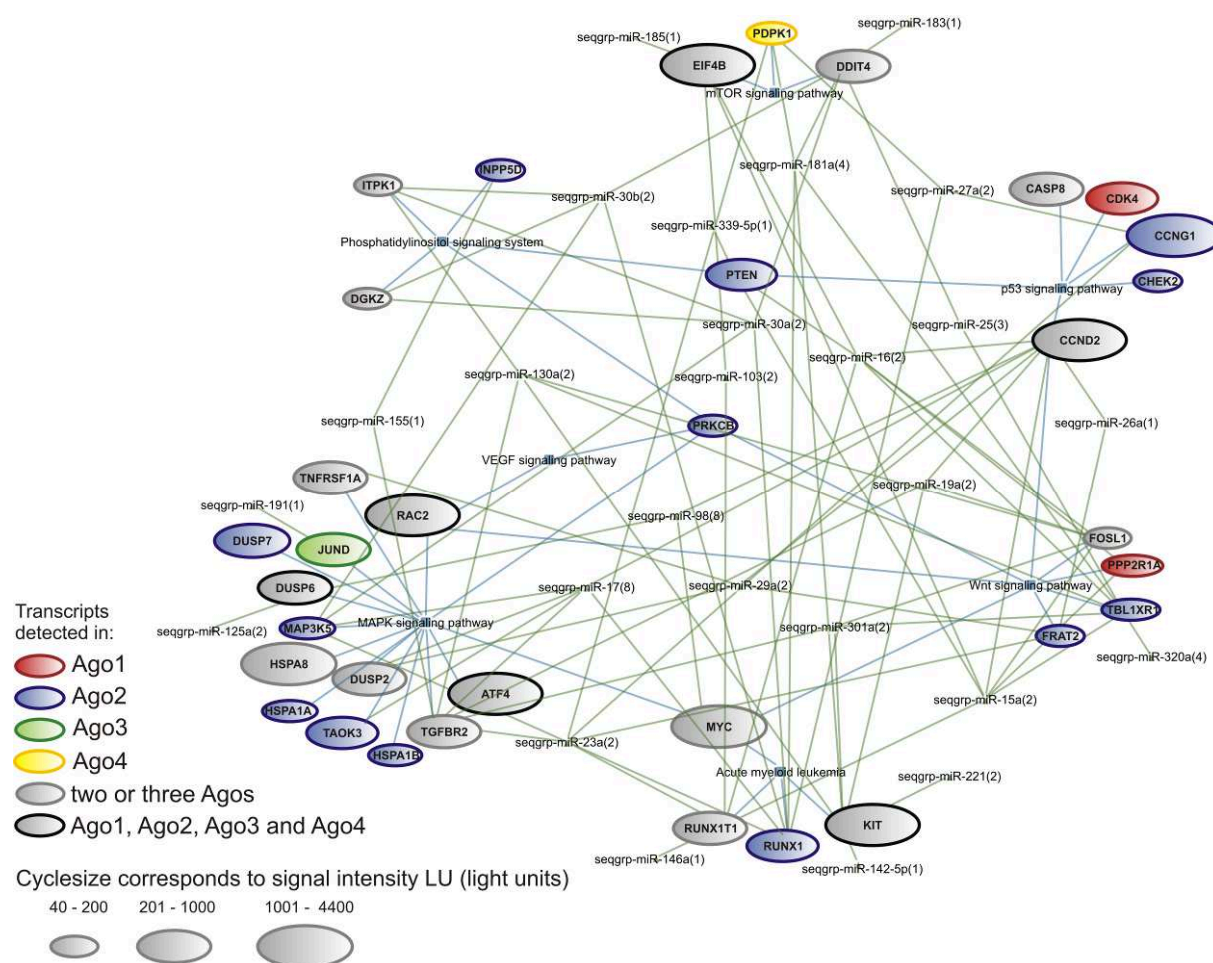 seqgrp-miR-183(1)
PDPK1
seqgrp-miR-185(1)
EIF4B
DDIT4
mTOR signaling pathway
seqgrp-miR-181a(4)
INPP5D
ITPK1
seqgrp-miR-30b(2)
seqgrp-miR-27a(2)
CASP8
CDK4
seqgrp-miR-339-5p(1)
CCNG1
Phosphatidylinositol signaling system
PTEN
CHEK2
p53 signaling pathway
DGKZ
seqgrp-miR-30a(2)
seqgrp-miR-25(3)
CCND2
seqgrp-miR-16(2)
seqgrp-miR-130a(2)
seqgrp-miR-103(2)
seqgrp-miR-155(1)
PRKCB
seqgrp-miR-26a(1)
VEGF signaling pathway
TNFRSF1A
seqgrp-miR-19a(2)
seqgrp-miR-191(1)
RAC2
seqgrp-miR-98(8)
DUSP7
JUND
FOSL1
PPP2R1A
DUSP6
seqgrp-miR-17(8)
seqgrp-miR-29a(2)
Wnt signaling pathway
TBL1XR1
MAPK signaling pathway
seqgrp-miR-125a(2)
MAP3K5
seqgrp-miR-301a(2)
FRAT2
seqgrp-miR-320a(4)
HSPA8
DUSP2
ATF4
seqgrp-miR-15a(2)
HSPA1A
TAOK3
TGFBR2
MYC
seqgrp-miR-23a(2)
HSPA1B
Acute myeloid leukemia
seqgrp-miR-221(2)
RUNX1T1
KIT
RUNX1
seqgrp-miR-146a(1)
seqgrp-miR-142-5p(1)
Transcripts
detected in:
Ago1
Ago2
Ago3
Ago4
two or three Agos
Ago1, Ago2, Ago3 and Ago4
Cyclesize corresponds to signal intensity LU (light units)
40 - 200
201 - 1000
1001 - 4400